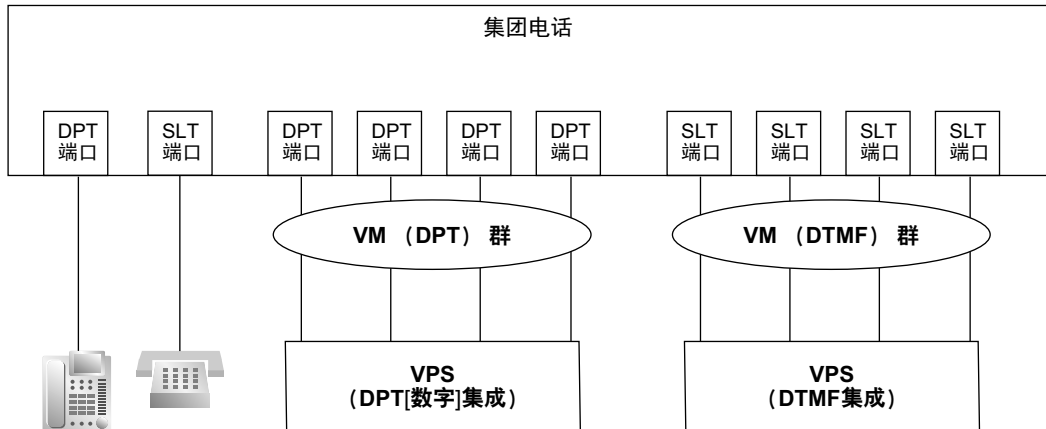 集团电话
DPT
端口
SLT
端口
DPT
端口
DPT
端口
DPT
端口
DPT
端口
SLT
端口
SLT
端口
SLT
端口
SLT
端口
VM （DPT） 群
VM （DTMF） 群
VPS
（DPT[数字]集成）
VPS
（DTMF集成）